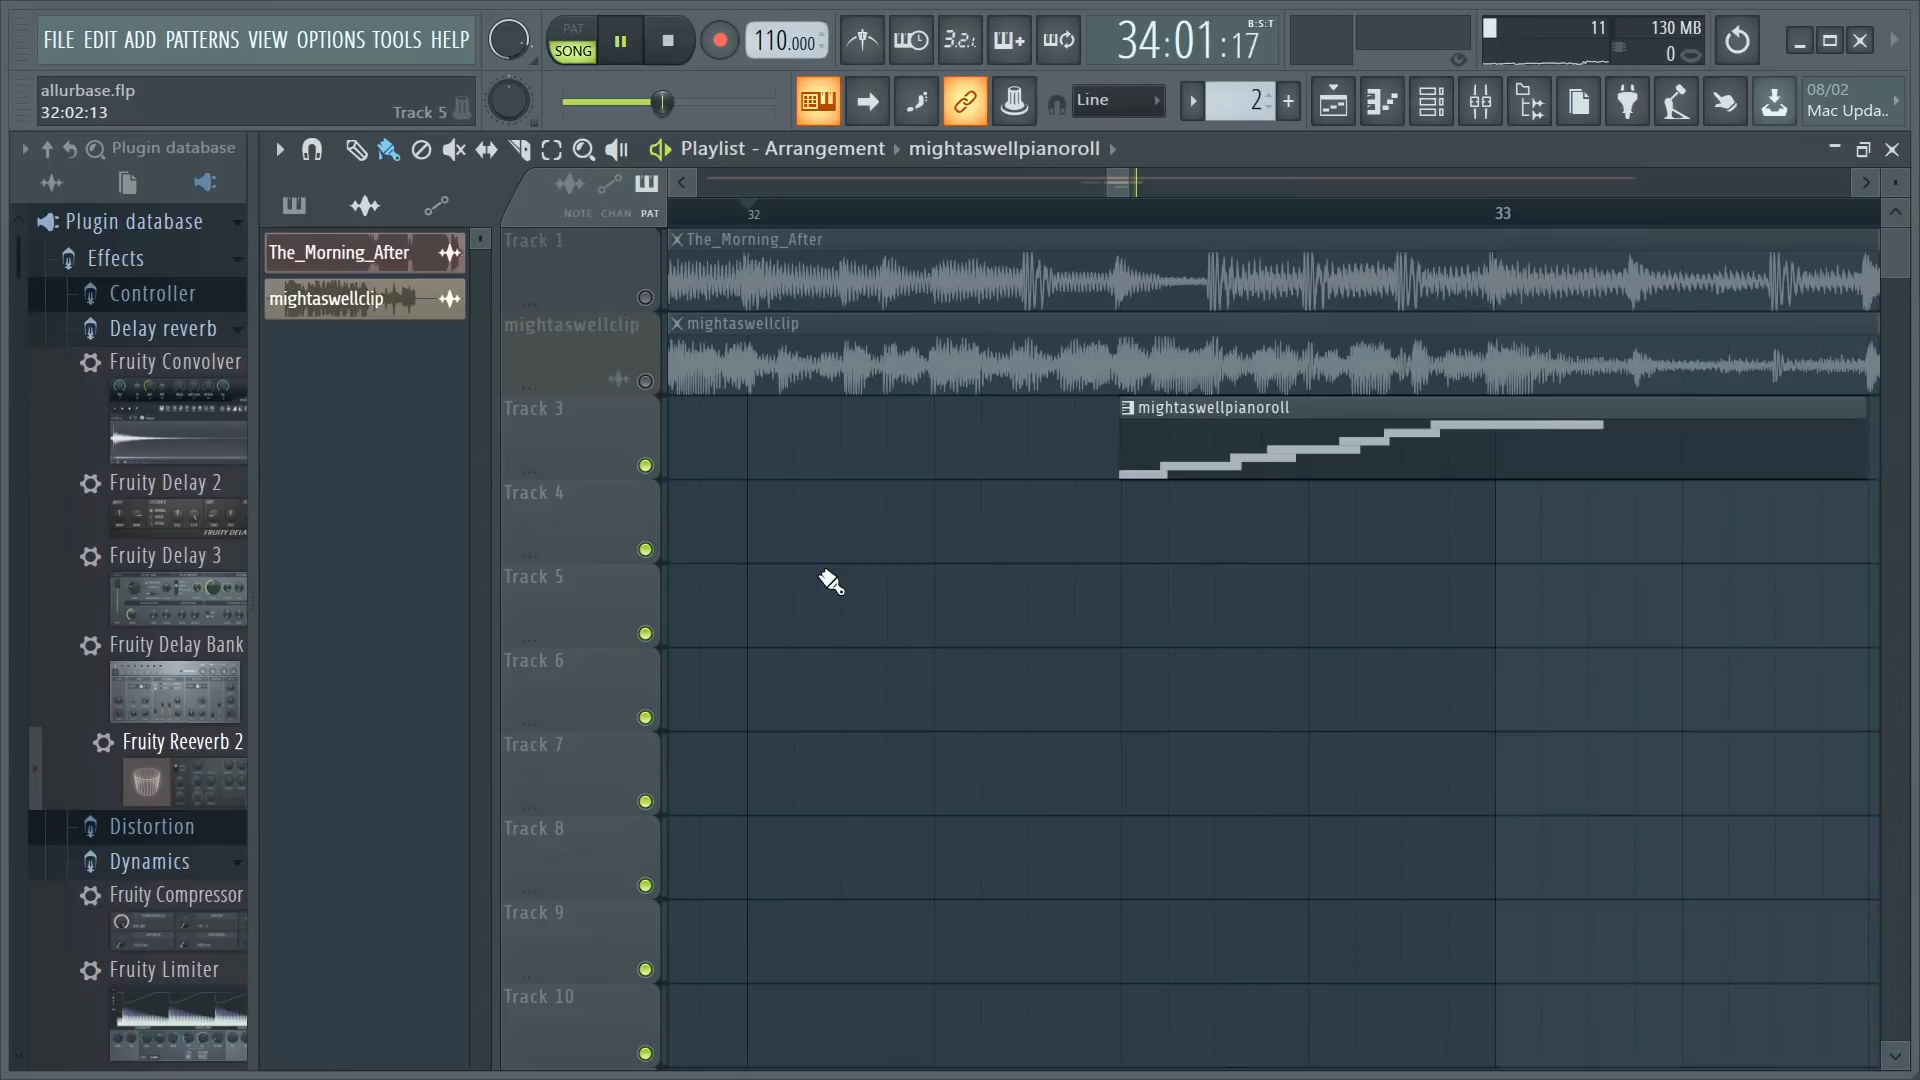 FILE EDIT ADD PATTERNS VIEW OPTIONS TOOLS HELP
PAT
SONG
110.000
3.2.
34:01:17
B:S:T
11
130 MB
0
allurbase.flp
32:02:13
Track 5
Line
2
08/02
Mac Upda..
Plugin database
Playlist - Arrangement
mightaswellpianoroll
NOTE CHAN PAT
32
33
Plugin database
Effects
Controller
Delay reverb
Fruity Convolver
Fruity Delay 2
FRUITY DELA
Fruity Delay 3
Fruity Delay Bank
Fruity Reeverb 2
Distortion
Dynamics
Fruity Compressor
Fruity Limiter
The_Morning_After
mightaswellclip
Track 1
The_Morning_After
mightaswellclip
mightaswellclip
Track 3
mightaswellpianoroll
Track 4
Track 5
Track 6
Track 7
Track 8
Track 9
Track 10